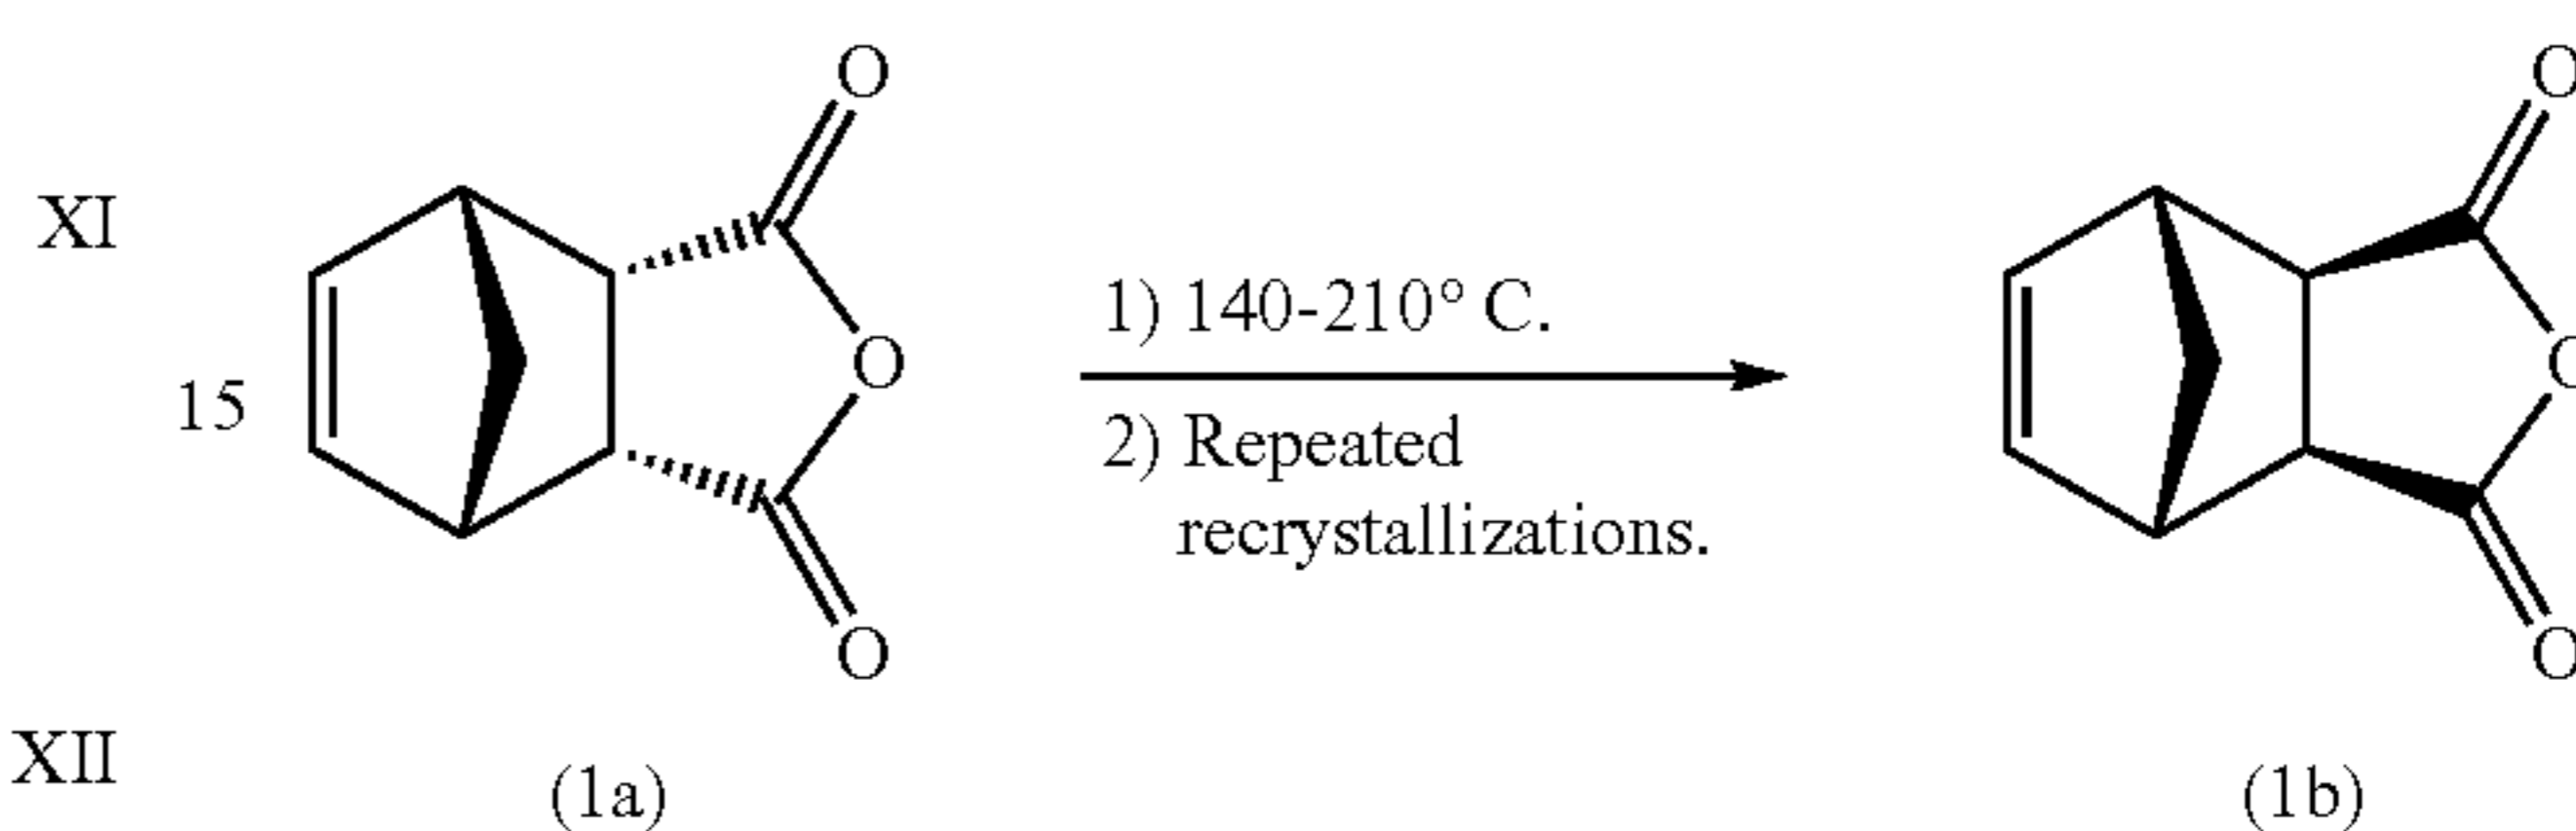 O
O
XI
1) 140-210° C.
15
O
O
2) Repeated
recrystallizations.
O
O
XII
(1a)
(1b)